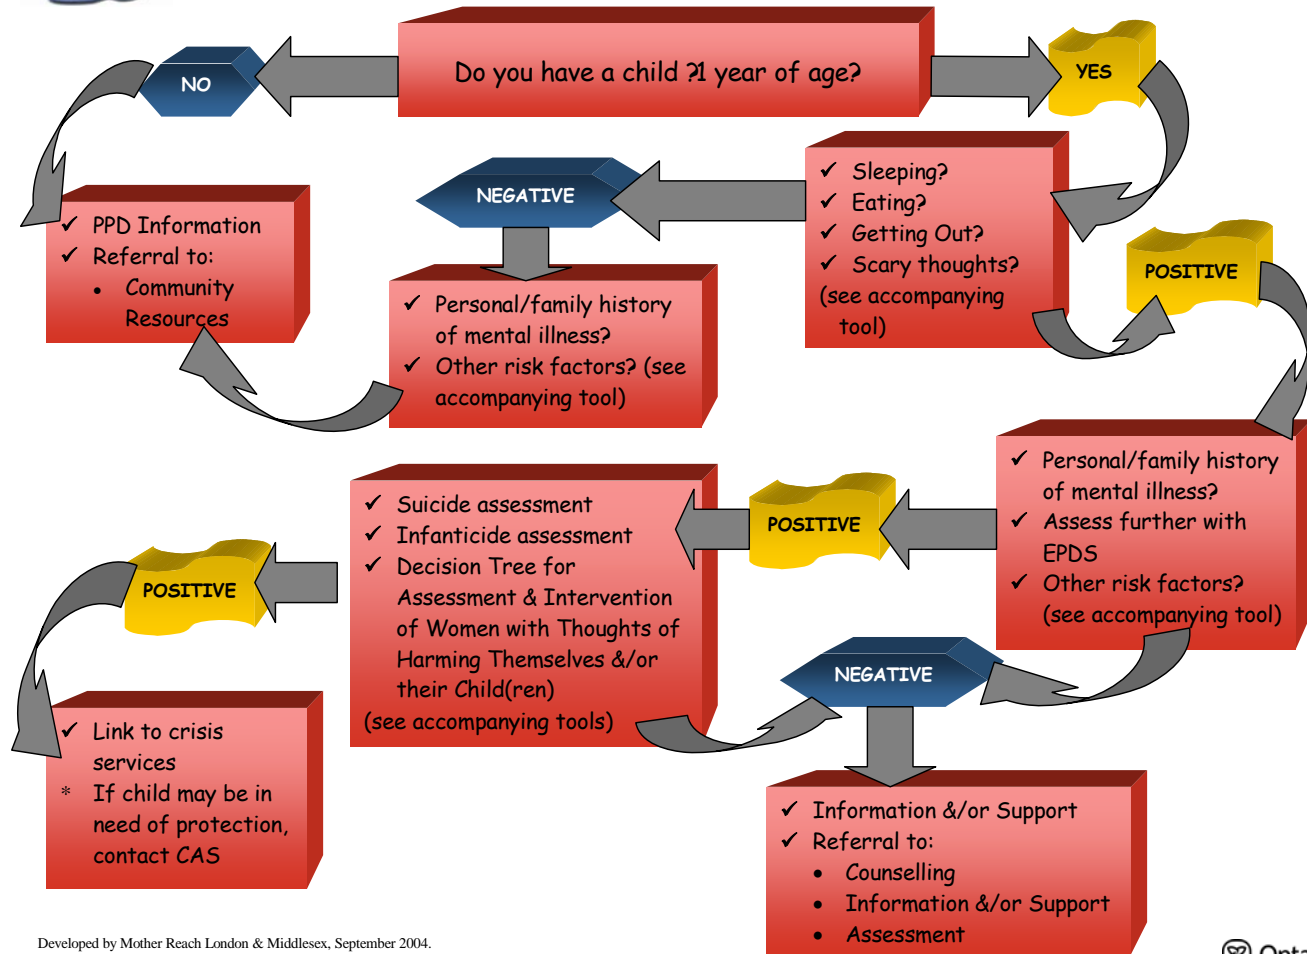 Do you have a child ?1 year of age?
NO
YES
✓ Sleeping?
✓ Eating?
✓ Getting Out?
✓ Scary thoughts?
(see accompanying
tool)
NEGATIVE
POSITIVE
✓ PPD Information
✓ Referral to:
• Community
Resources
✓ Personal/family history
of mental illness?
✓ Other risk factors? (see
accompanying tool)
✓ Personal/family history
of mental illness?
✓ Assess further with
EPDS
✓ Other risk factors?
(see accompanying tool)
POSITIVE
✓ Suicide assessment
✓ Infanticide assessment
✓ Decision Tree for
Assessment & Intervention
of Women with Thoughts of
Harming Themselves &/or
their Child(ren)
(see accompanying tools)
POSITIVE
NEGATIVE
✓ Link to crisis
services
* If child may be in
need of protection,
contact CAS
✓ Information &/or Support
✓ Referral to:
• Counselling
• Information &/or Support
• Assessment
Developed by Mother Reach London & Middlesex, September 2004.